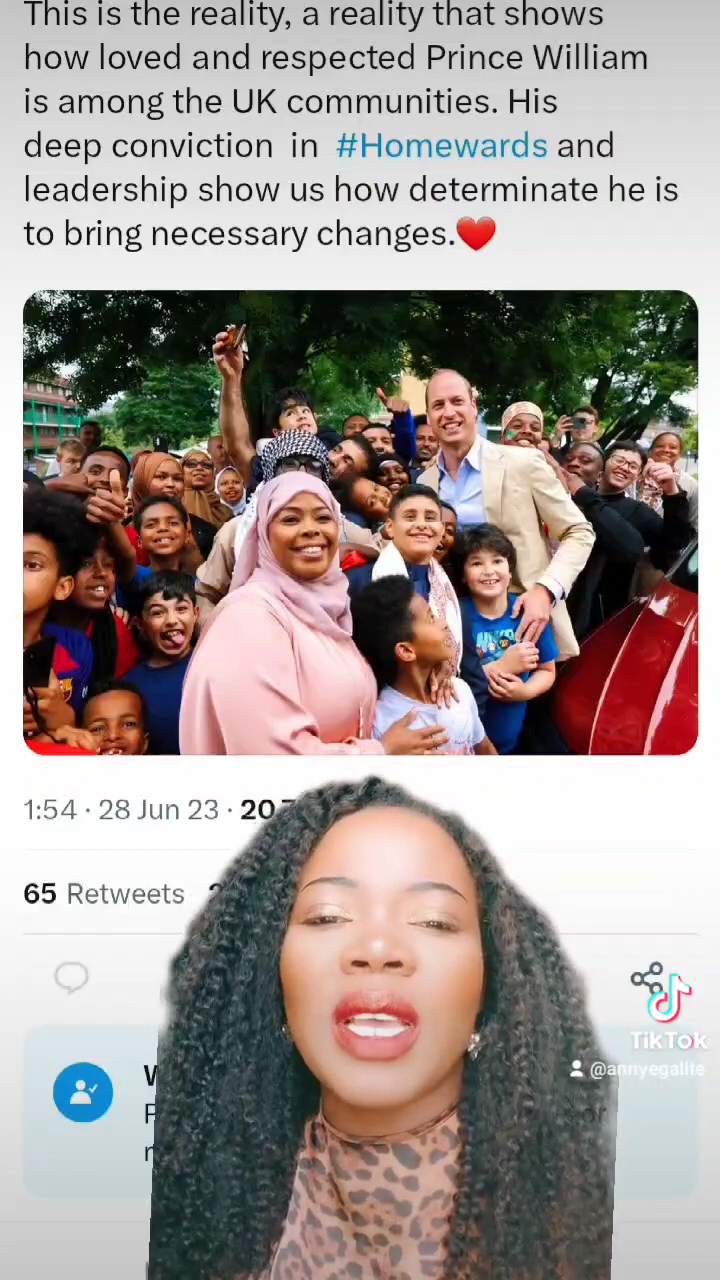 This is the reality, a reality that shows
how loved and respected Prince William
is among the UK communities. His
deep conviction in #Homewards and
leadership show us how determinate he is
to bring necessary changes.❤️
1:54 · 28 Jun 23 · 20
65 Retweets
TikTok
@annyegalite